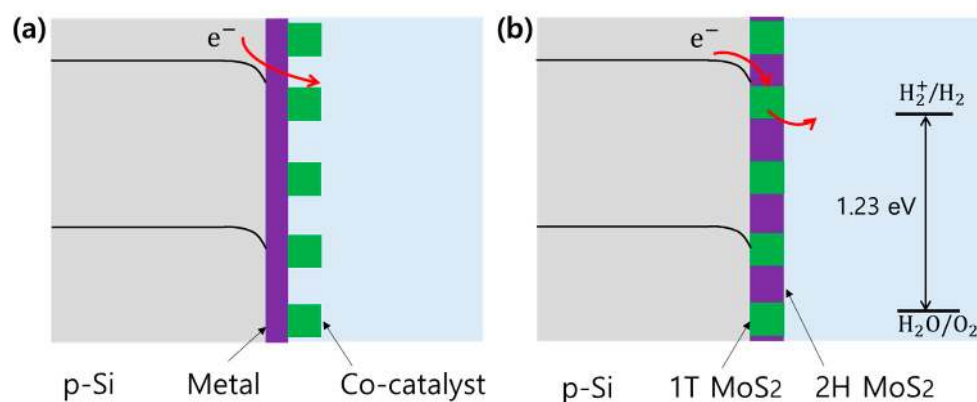 (a)
e⁻
p-Si
Metal
Co-catalyst
(b)
e⁻
H₂⁺/H₂
1.23 eV
H₂O/O₂
p-Si
1T MoS2
2H MoS2